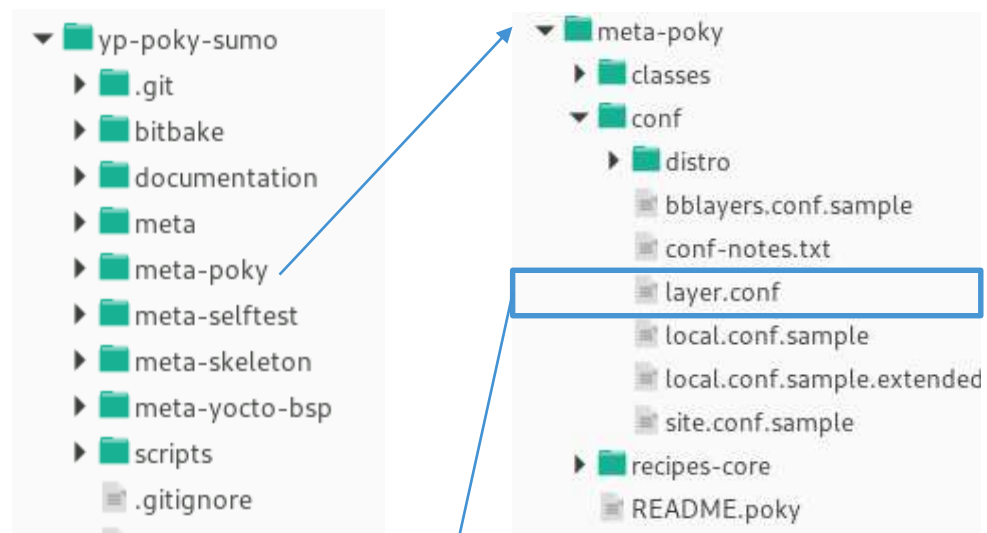 yp-poky-sumo
.git
bitbake
documentation
meta
meta-poky
meta-selftest
meta-skeleton
meta-yocto-bsp
scripts
.gitignore
meta-poky
classes
conf
distro
bblayers.conf.sample
conf-notes.txt
layer.conf
local.conf.sample
local.conf.sample.extended
site.conf.sample
recipes-core
README.poky